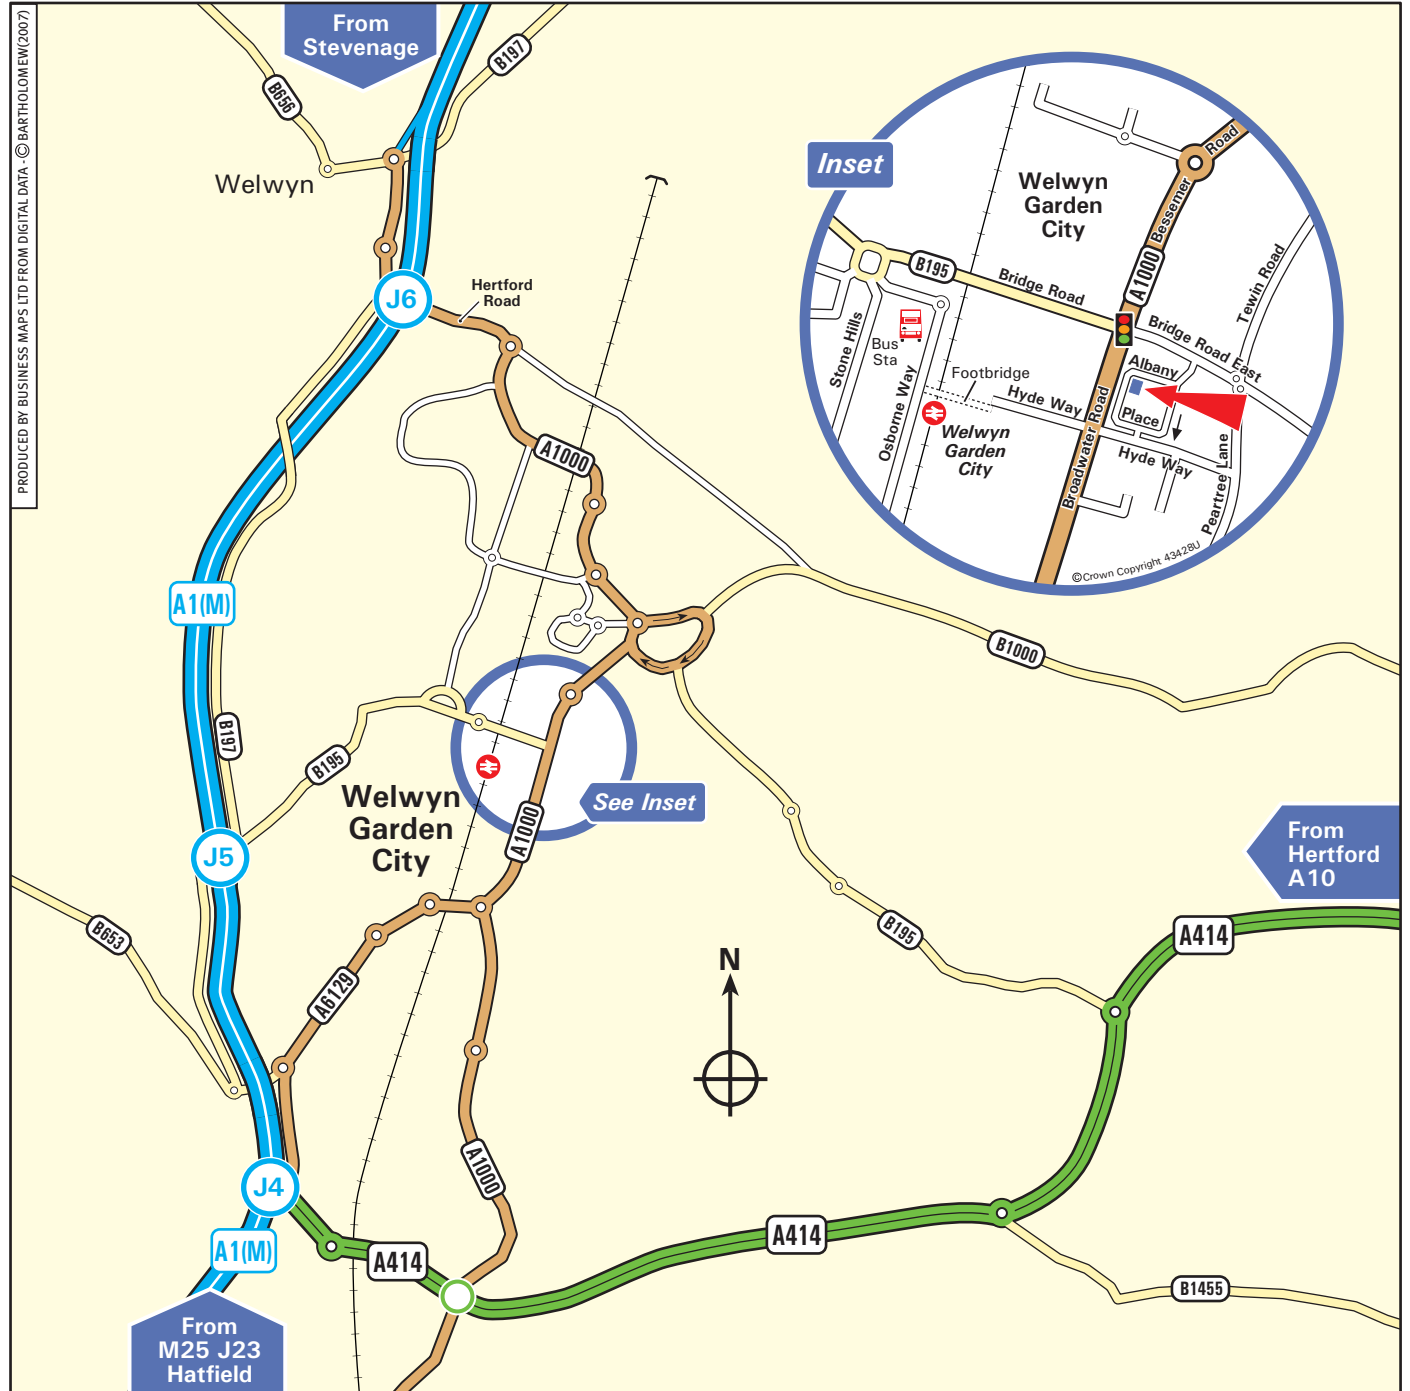 PRODUCED BY BUSINESS MAPS LTD FROM DIGITAL DATA - © BARTHOLOMEW(2007)
From
Stevenage
B197
B656
Welwyn
J6
Hertford
Road
A1000
A1(M)
B197
B195
Welwyn
Garden
City
A1000
See Inset
J5
B1000
From
Hertford
A10
A414
B195
B653
A6129
N
A1000
J4
A1(M)
A414
A414
B1455
From
M25 J23
Hatfield
Inset
Welwyn
Garden
City
Road
Bessemer
A1000
B195
Bridge Road
Tewin Road
Bridge Road East
Stone Hills
Bus
Sta
Osborne Way
Footbridge
Hyde Way
Albany
Place
Welwyn
Garden
City
Broadwater Road
Hyde Way
Peartree Lane
©Crown Copyright 43428U